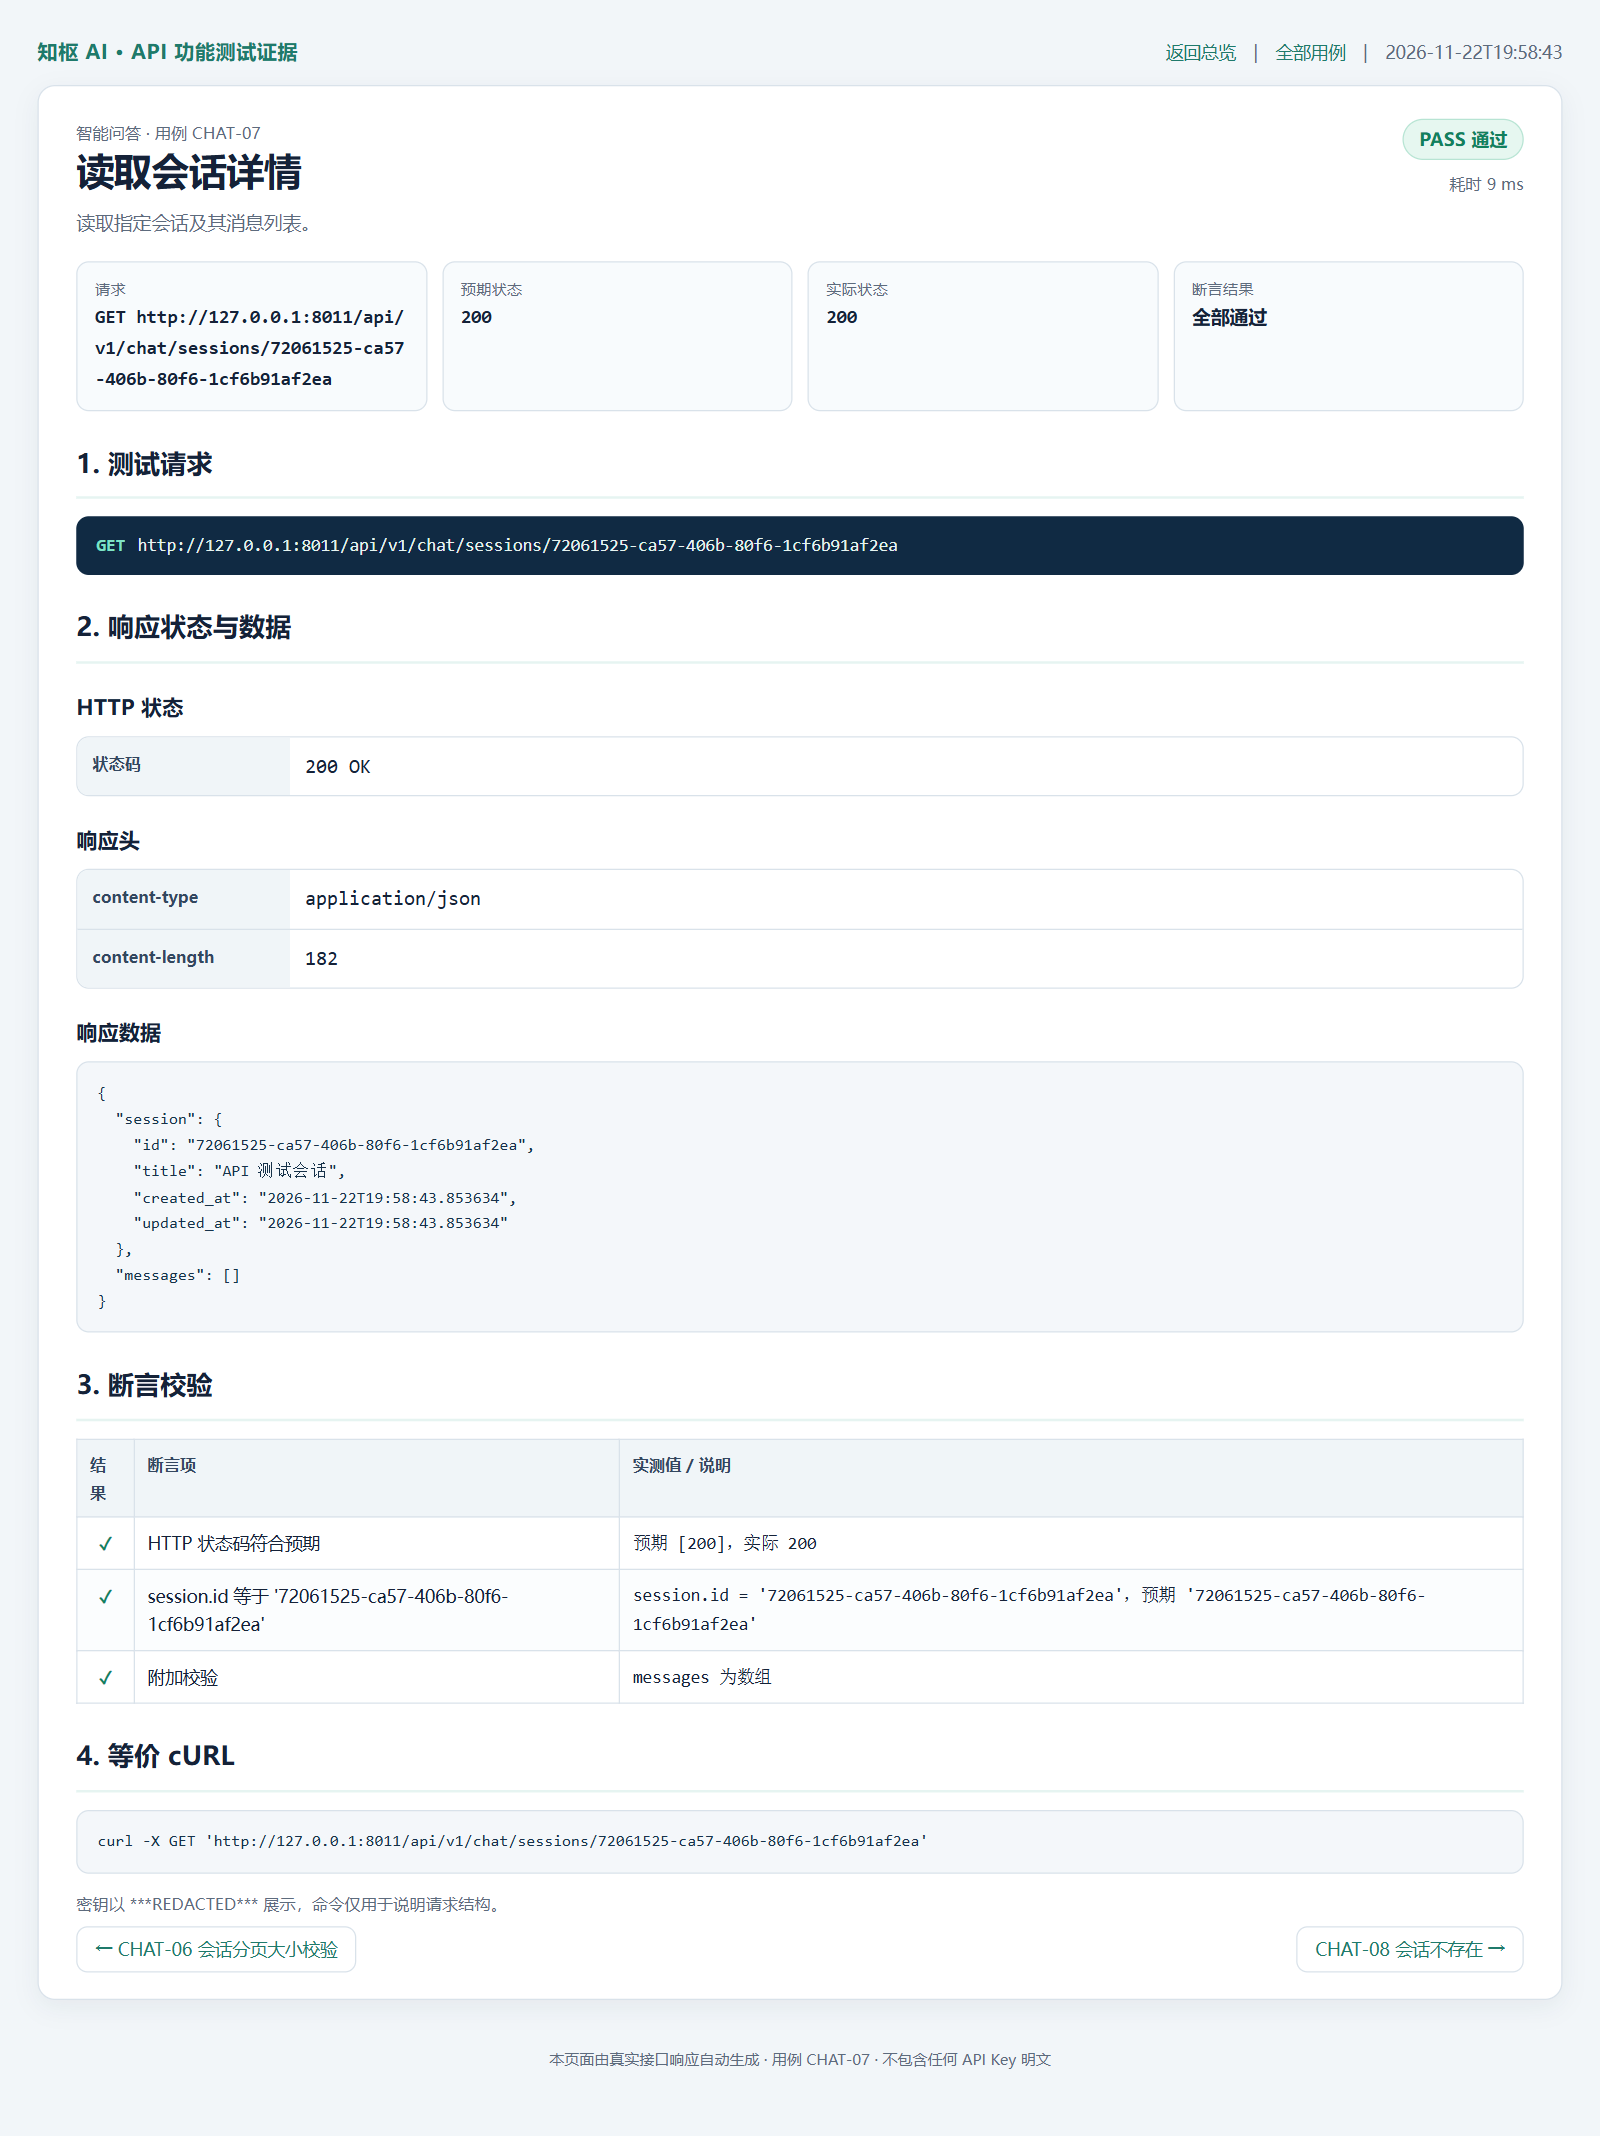 知枢 AI · API 功能测试证据
返回总览 | 全部用例 | 2026-11-22T19:58:43
智能问答 · 用例 CHAT-07
读取会话详情
读取指定会话及其消息列表。
PASS 通过
耗时 9 ms
请求
GET http://127.0.0.1:8011/api/
v1/chat/sessions/72061525-ca57
-406b-80f6-1cf6b91af2ea
预期状态
200
实际状态
200
断言结果
全部通过
1. 测试请求
GET http://127.0.0.1:8011/api/v1/chat/sessions/72061525-ca57-406b-80f6-1cf6b91af2ea
2. 响应状态与数据
HTTP 状态
状态码 200 OK
响应头
content-type application/json
content-length 182
响应数据
{
"session": {
"id": "72061525-ca57-406b-80f6-1cf6b91af2ea",
"title": "API 测试会话",
"created_at": "2026-11-22T19:58:43.853634",
"updated_at": "2026-11-22T19:58:43.853634"
},
"messages": []
}
3. 断言校验
结果 断言项 实测值 / 说明
✓ HTTP 状态码符合预期 预期 [200]，实际 200
✓ session.id 等于 '72061525-ca57-406b-80f6-
1cf6b91af2ea'
session.id = '72061525-ca57-406b-80f6-1cf6b91af2ea'，预期 '72061525-ca57-406b-80f6-
1cf6b91af2ea'
✓ 附加校验 messages 为数组
4. 等价 cURL
curl -X GET 'http://127.0.0.1:8011/api/v1/chat/sessions/72061525-ca57-406b-80f6-1cf6b91af2ea'
密钥以 ***REDACTED*** 展示，命令仅用于说明请求结构。
← CHAT-06 会话分页大小校验
CHAT-08 会话不存在 →
本页面由真实接口响应自动生成 · 用例 CHAT-07 · 不包含任何 API Key 明文